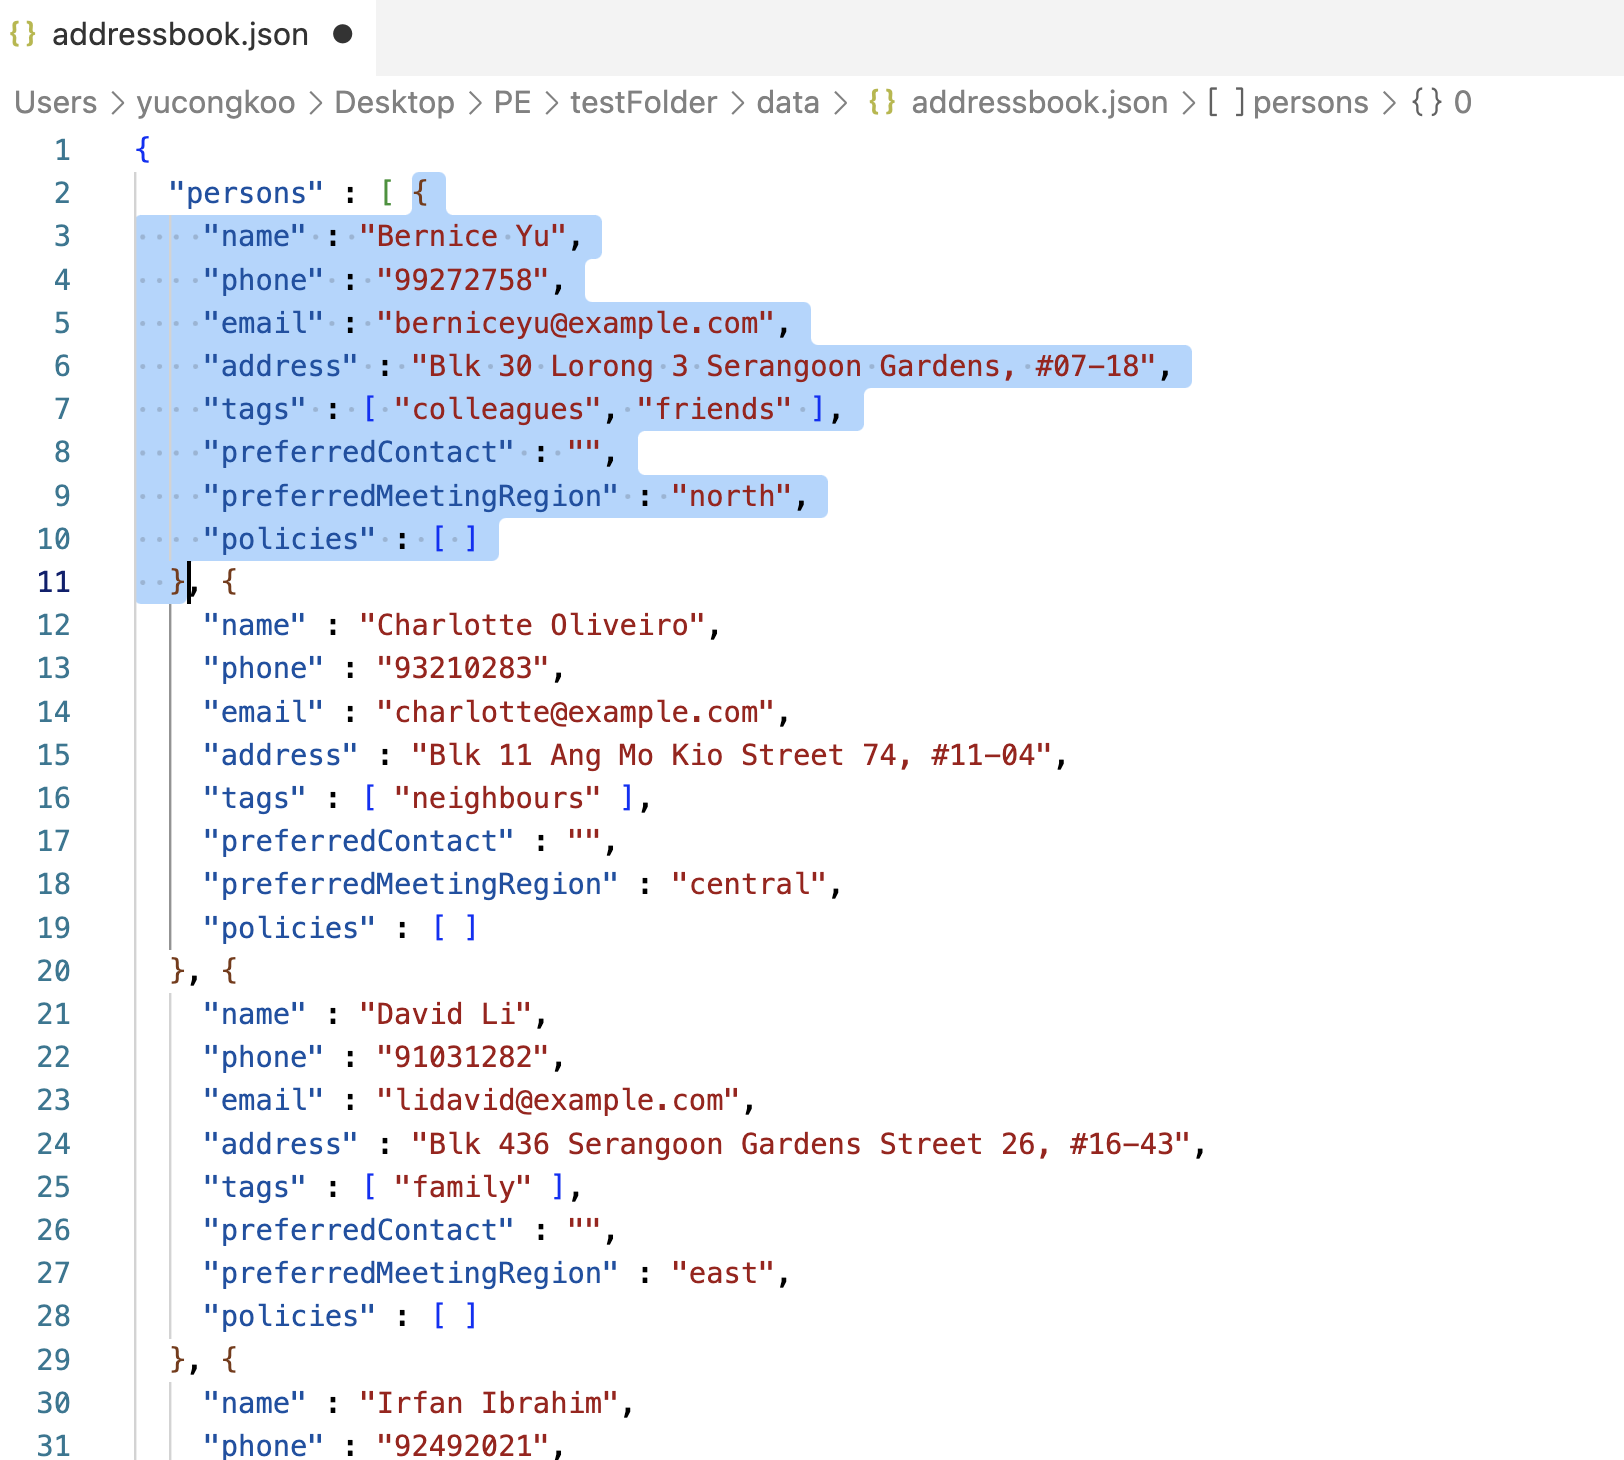 {} addressbook.json ●
Users > yucongkoo > Desktop > PE > testFolder > data > {} addressbook.json > [ ] persons > {} 0
1 {
2 "persons" : [ {
3 "name" : "Bernice Yu",
4 "phone" : "99272758",
5 "email" : "berniceyu@example.com",
6 "address" : "Blk 30 Lorong 3 Serangoon Gardens, #07-18",
7 "tags" : [ "colleagues", "friends" ],
8 "preferredContact" : "",
9 "preferredMeetingRegion" : "north",
10 "policies" : [ ]
11 }, {
12 "name" : "Charlotte Oliveiro",
13 "phone" : "93210283",
14 "email" : "charlotte@example.com",
15 "address" : "Blk 11 Ang Mo Kio Street 74, #11-04",
16 "tags" : [ "neighbours" ],
17 "preferredContact" : "",
18 "preferredMeetingRegion" : "central",
19 "policies" : [ ]
20 }, {
21 "name" : "David Li",
22 "phone" : "91031282",
23 "email" : "lidavid@example.com",
24 "address" : "Blk 436 Serangoon Gardens Street 26, #16-43",
25 "tags" : [ "family" ],
26 "preferredContact" : "",
27 "preferredMeetingRegion" : "east",
28 "policies" : [ ]
29 }, {
30 "name" : "Irfan Ibrahim",
31 "phone" : "92492021",